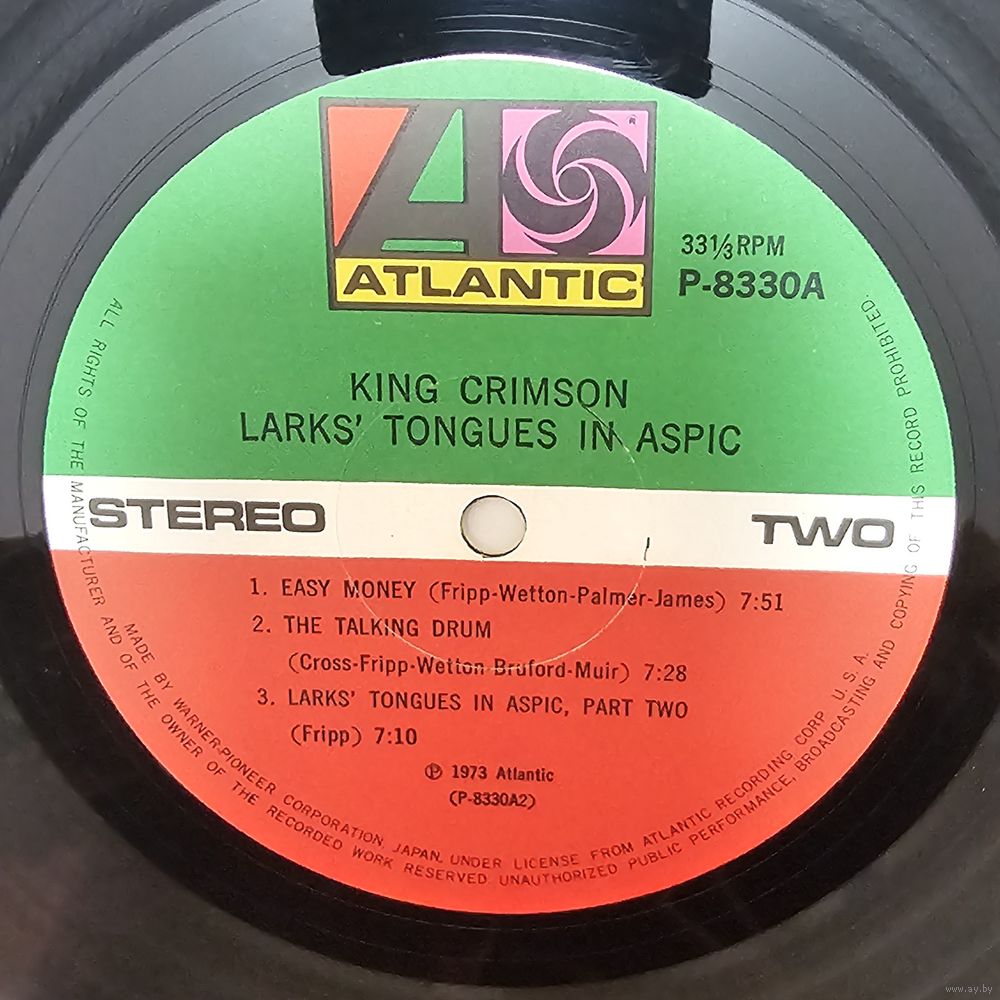 ATLANTIC
®
33⅓ RPM
P-8330A
KING CRIMSON
LARKS' TONGUES IN ASPIC
STEREO
TWO
1. EASY MONEY (Fripp-Wetton-Palmer-James) 7:51
2. THE TALKING DRUM
(Cross-Fripp-Wetton-Bruford-Muir) 7:28
3. LARKS' TONGUES IN ASPIC, PART TWO
(Fripp) 7:10
℗ 1973 Atlantic
(P-8330A2)
MADE BY WARNER-PIONEER CORPORATION, JAPAN, UNDER LICENSE FROM ATLANTIC RECORDING CORP U. S. A.
ALL RIGHTS OF THE MANUFACTURER AND OF THE OWNER OF THE RECORDED WORK RESERVED. UNAUTHORIZED PUBLIC PERFORMANCE, BROADCASTING AND COPYING OF THIS RECORD PROHIBITED.
www.ay.by